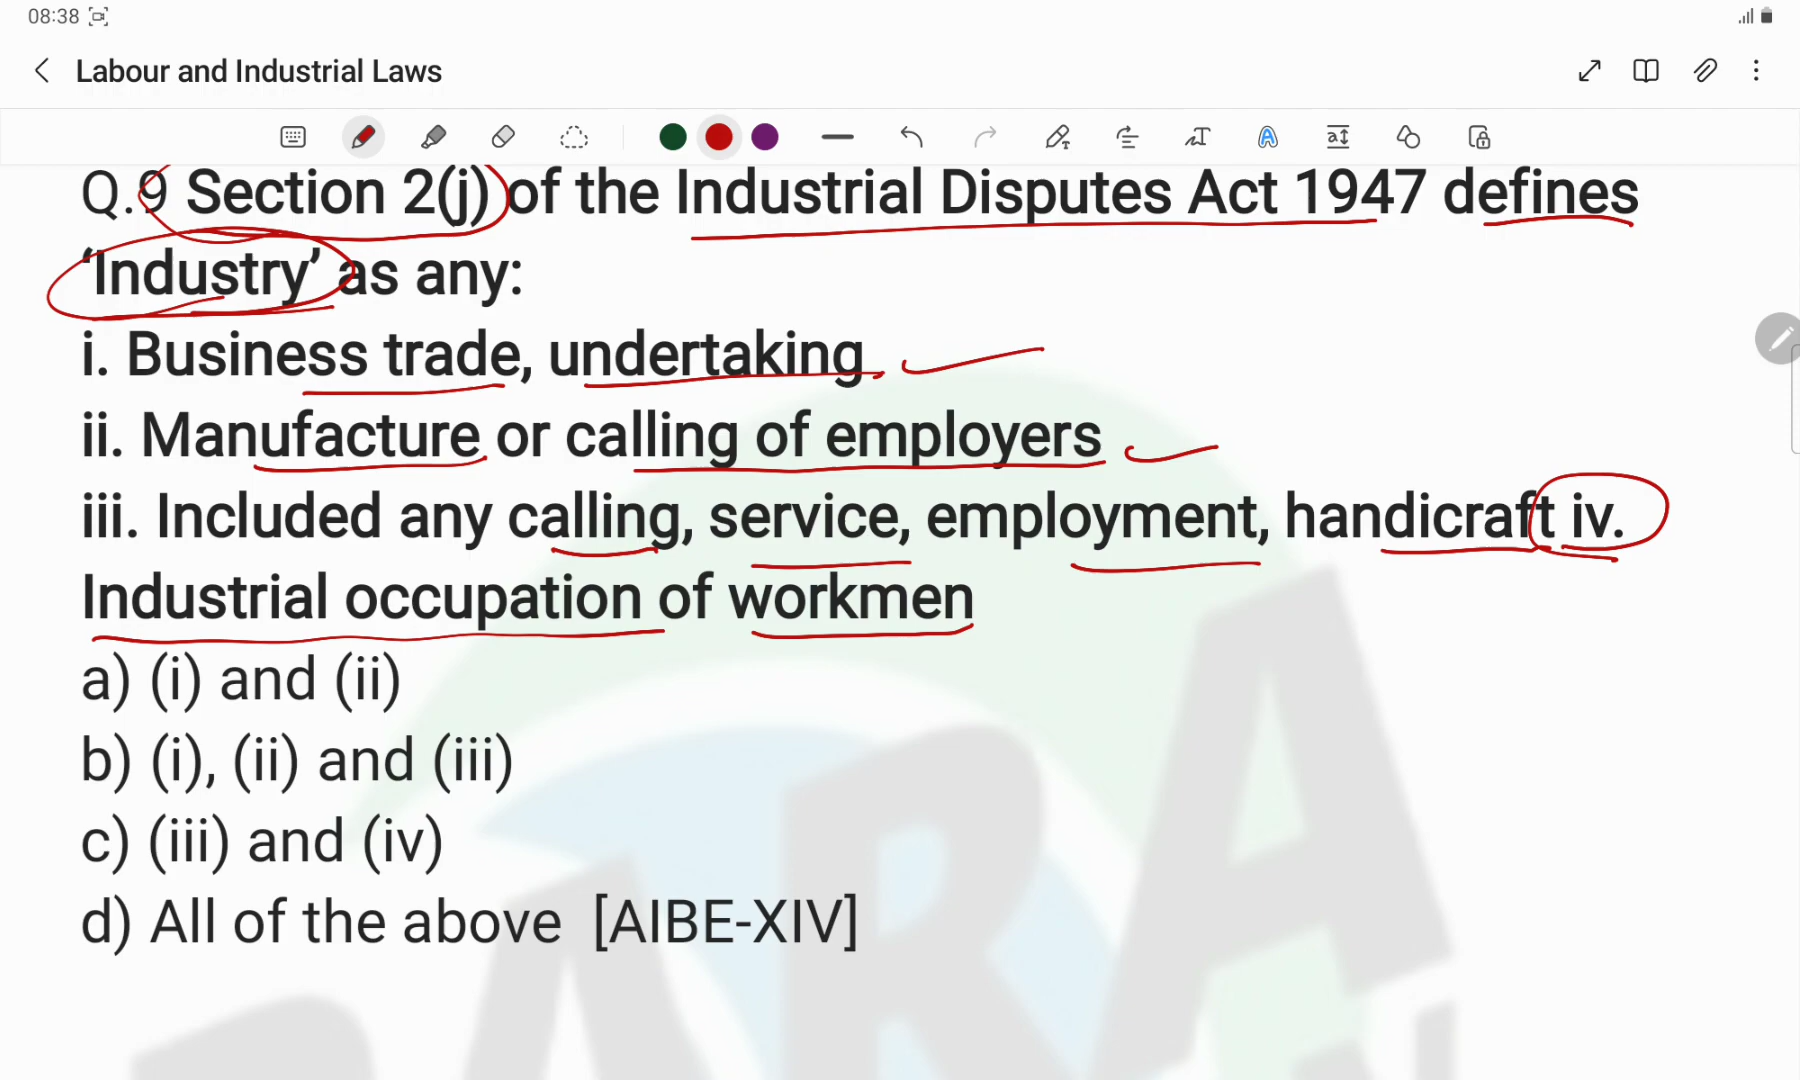 08:38
Labour and Industrial Laws
Q.9 Section 2(j) of the Industrial Disputes Act 1947 defines
‘Industry’ as any:
i. Business trade, undertaking.
ii. Manufacture or calling of employers
iii. Included any calling, service, employment, handicraft iv.
Industrial occupation of workmen
a) (i) and (ii)
b) (i), (ii) and (iii)
c) (iii) and (iv)
d) All of the above [AIBE-XIV]